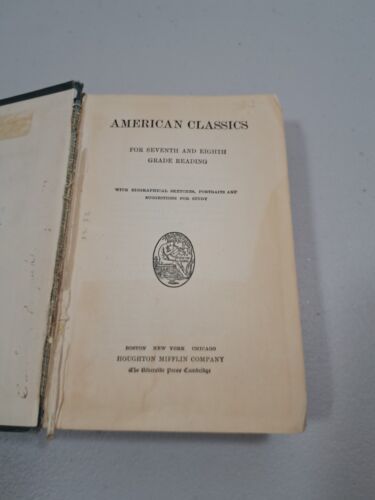 AMERICAN CLASSICS
FOR SEVENTH AND EIGHTH
GRADE READING
WITH BIOGRAPHICAL SKETCHES, PORTRAITS AND
SUGGESTIONS FOR STUDY
BOSTON NEW YORK CHICAGO
HOUGHTON MIFFLIN COMPANY
The Riverside Press Cambridge